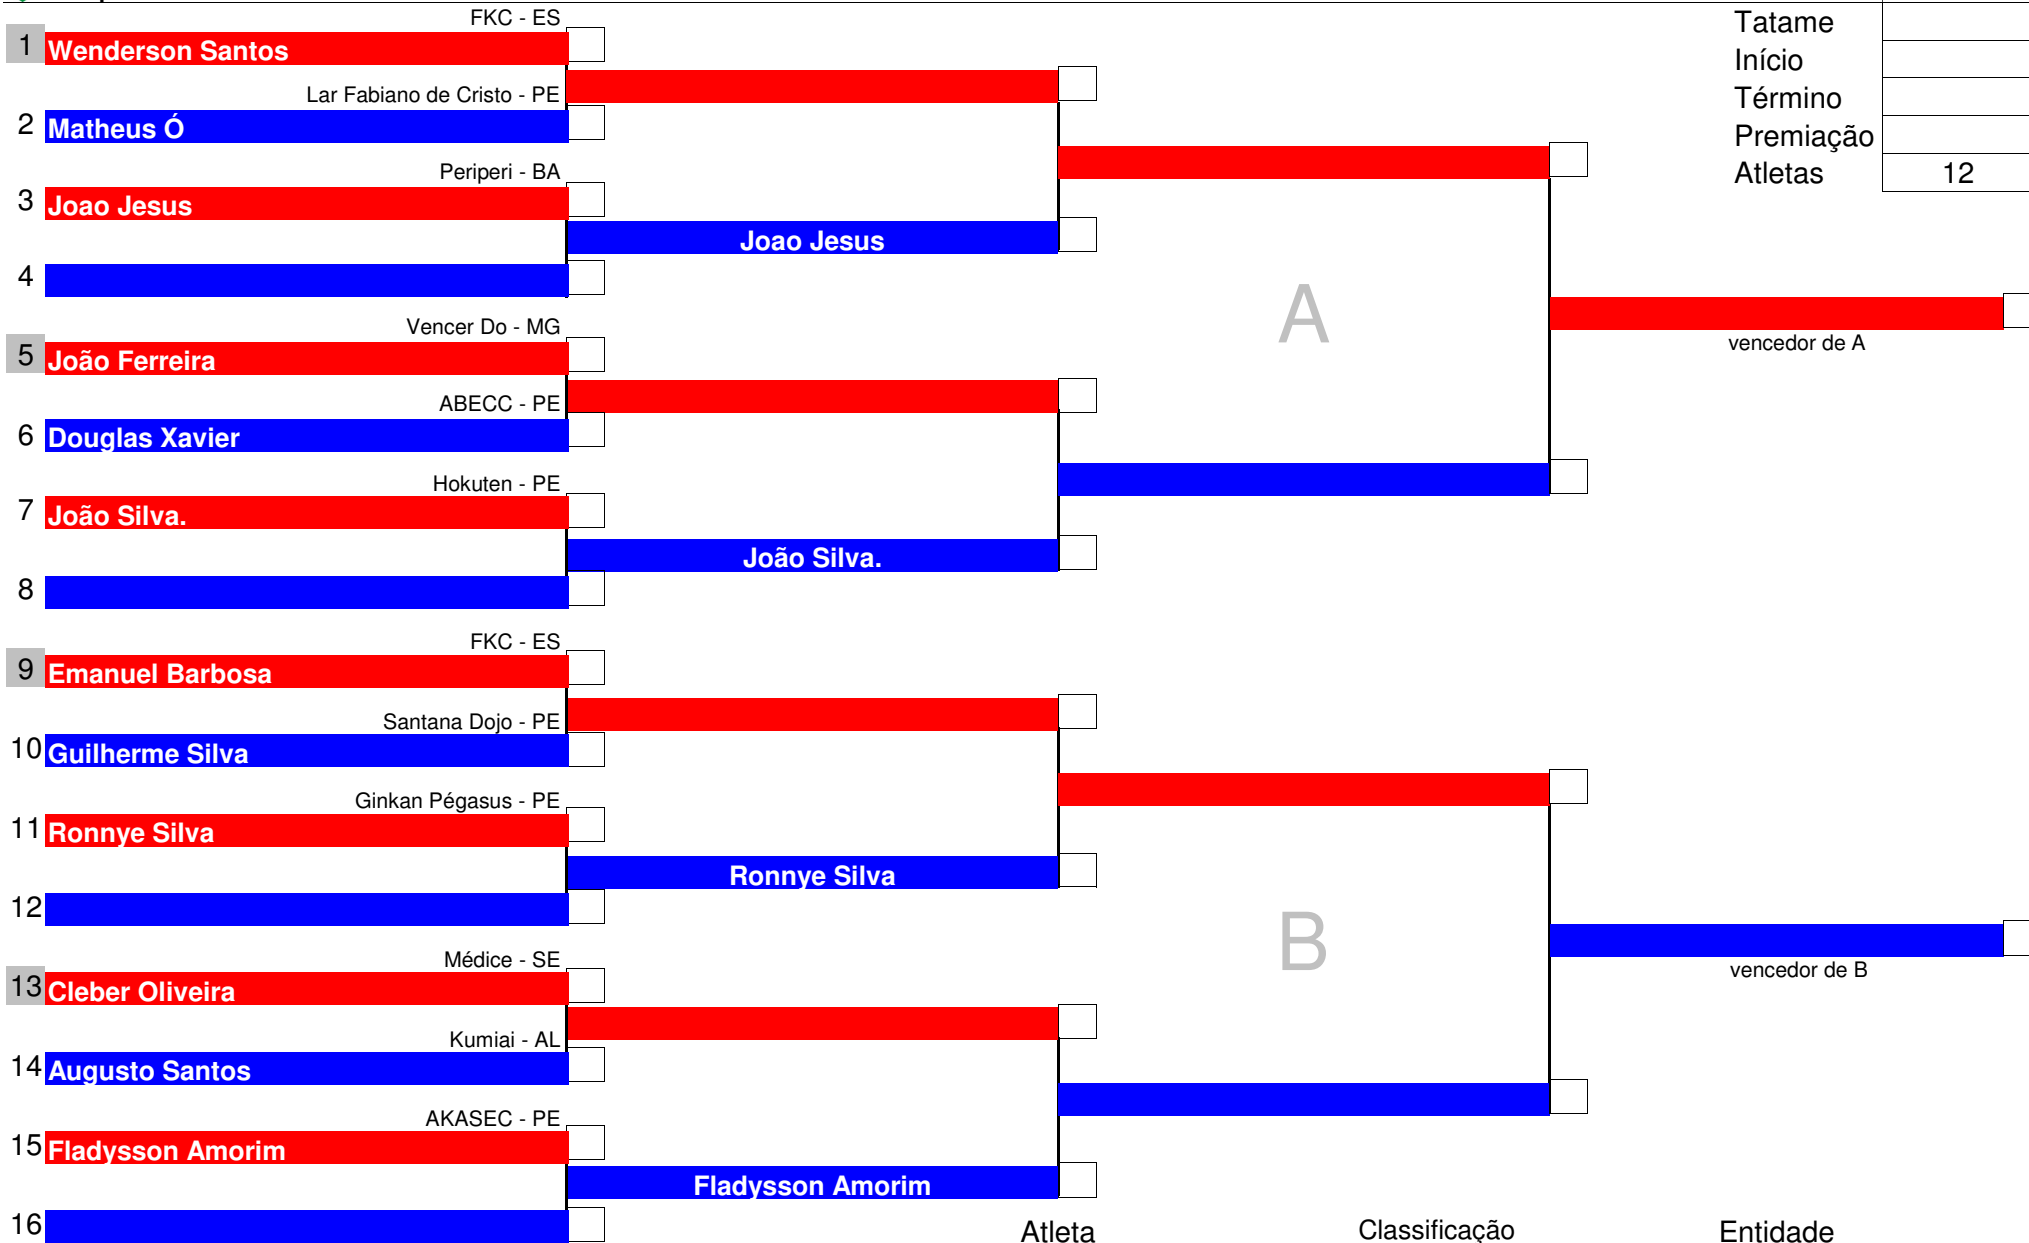 FKC - ES
1 Wenderson Santos
Lar Fabiano de Cristo - PE
2 Matheus Ó
Periperi - BA
3 Joao Jesus
Joao Jesus
4
Vencer Do - MG
5 João Ferreira
ABECC - PE
6 Douglas Xavier
Hokuten - PE
7 João Silva.
João Silva.
8
FKC - ES
9 Emanuel Barbosa
Santana Dojo - PE
10 Guilherme Silva
Ginkan Pégasus - PE
11 Ronnye Silva
Ronnye Silva
12
Médice - SE
13 Cleber Oliveira
Kumiai - AL
14 Augusto Santos
AKASEC - PE
15 Fladysson Amorim
Fladysson Amorim
16
A
vencedor de A
B
vencedor de B
Tatame
Início
Término
Premiação
Atletas 12
Atleta Classificação Entidade